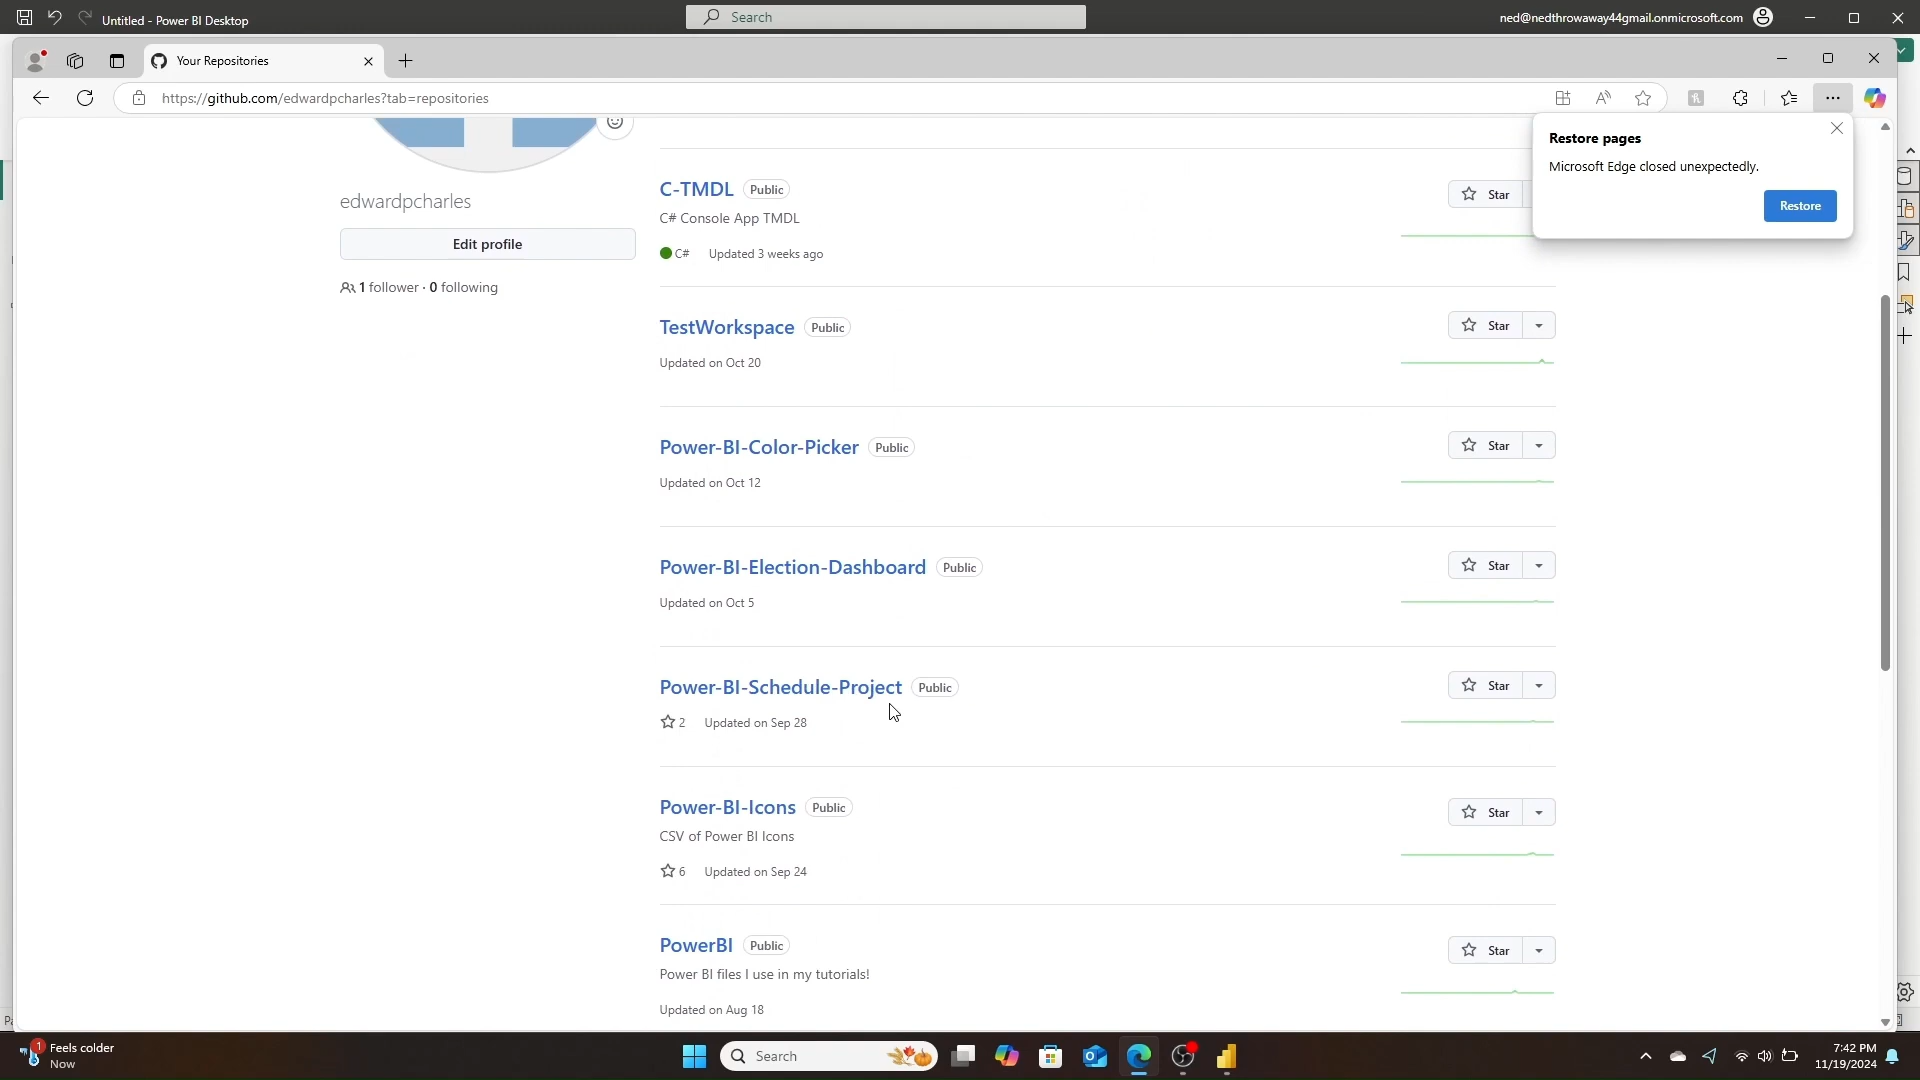 Untitled - Power BI Desktop
Search
ned@nedthrowaway44gmail.onmicrosoft.com
Your Repositories
https://github.com/edwardpcharles?tab=repositories
Restore pages
Microsoft Edge closed unexpectedly.
Restore
edwardpcharles
Edit profile
1 follower · 0 following
C-TMDL Public
Star
C# Console App TMDL
C# Updated 3 weeks ago
TestWorkspace Public
Star
Updated on Oct 20
Power-BI-Color-Picker Public
Star
Updated on Oct 12
Power-BI-Election-Dashboard Public
Star
Updated on Oct 5
Power-BI-Schedule-Project Public
Star
2 Updated on Sep 28
Power-BI-Icons Public
Star
CSV of Power BI Icons
6 Updated on Sep 24
PowerBI Public
Star
Power BI files I use in my tutorials!
Updated on Aug 18
1
Feels colder
Now
Search
7:42 PM
11/19/2024